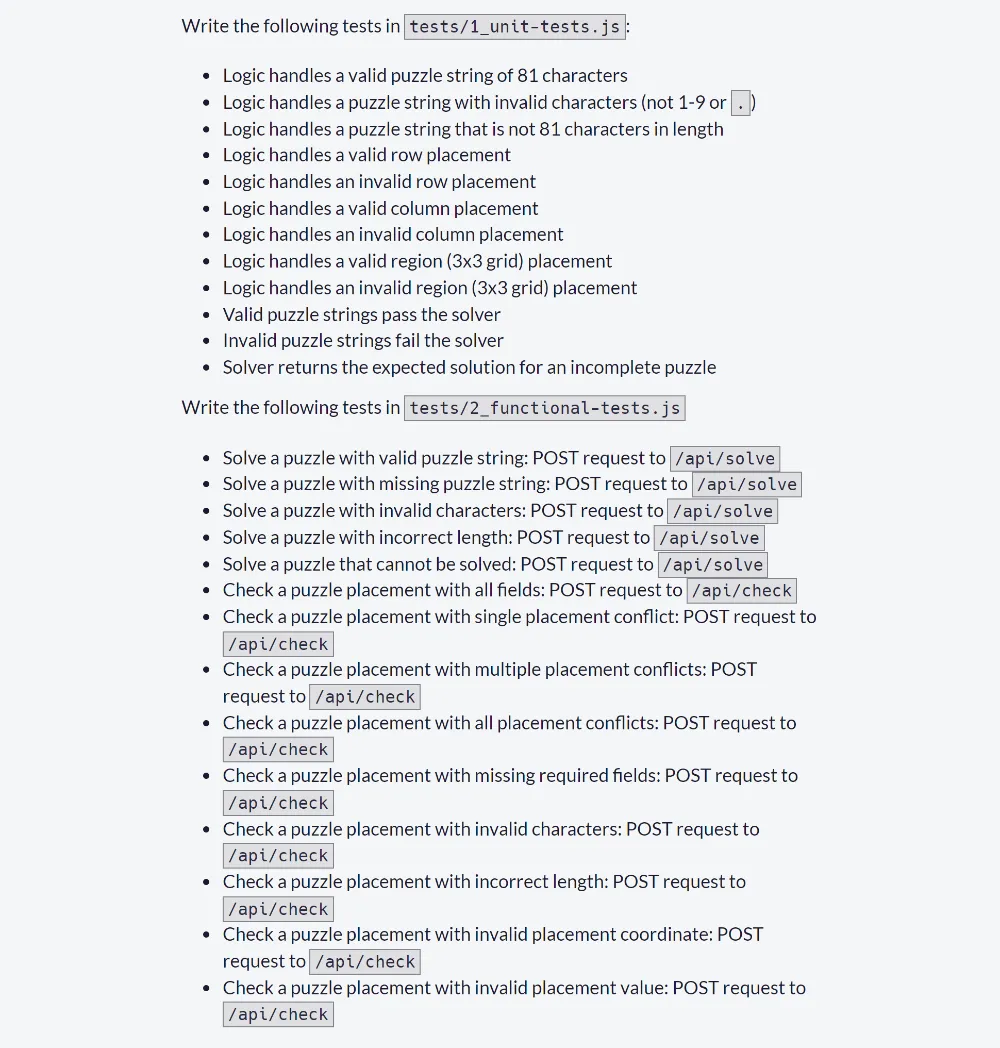 Write the following tests in tests/1_unit-tests.js:
Logic handles a valid puzzle string of 81 characters
Logic handles a puzzle string with invalid characters (not 1-9 or .)
Logic handles a puzzle string that is not 81 characters in length
Logic handles a valid row placement
Logic handles an invalid row placement
Logic handles a valid column placement
Logic handles an invalid column placement
Logic handles a valid region (3x3 grid) placement
Logic handles an invalid region (3x3 grid) placement
Valid puzzle strings pass the solver
Invalid puzzle strings fail the solver
Solver returns the expected solution for an incomplete puzzle
Write the following tests in tests/2_functional-tests.js
Solve a puzzle with valid puzzle string: POST request to /api/solve
Solve a puzzle with missing puzzle string: POST request to /api/solve
Solve a puzzle with invalid characters: POST request to /api/solve
Solve a puzzle with incorrect length: POST request to /api/solve
Solve a puzzle that cannot be solved: POST request to /api/solve
Check a puzzle placement with all fields: POST request to /api/check
Check a puzzle placement with single placement conflict: POST request to
/api/check
Check a puzzle placement with multiple placement conflicts: POST
request to /api/check
Check a puzzle placement with all placement conflicts: POST request to
/api/check
Check a puzzle placement with missing required fields: POST request to
/api/check
Check a puzzle placement with invalid characters: POST request to
/api/check
Check a puzzle placement with incorrect length: POST request to
/api/check
Check a puzzle placement with invalid placement coordinate: POST
request to /api/check
Check a puzzle placement with invalid placement value: POST request to
/api/check